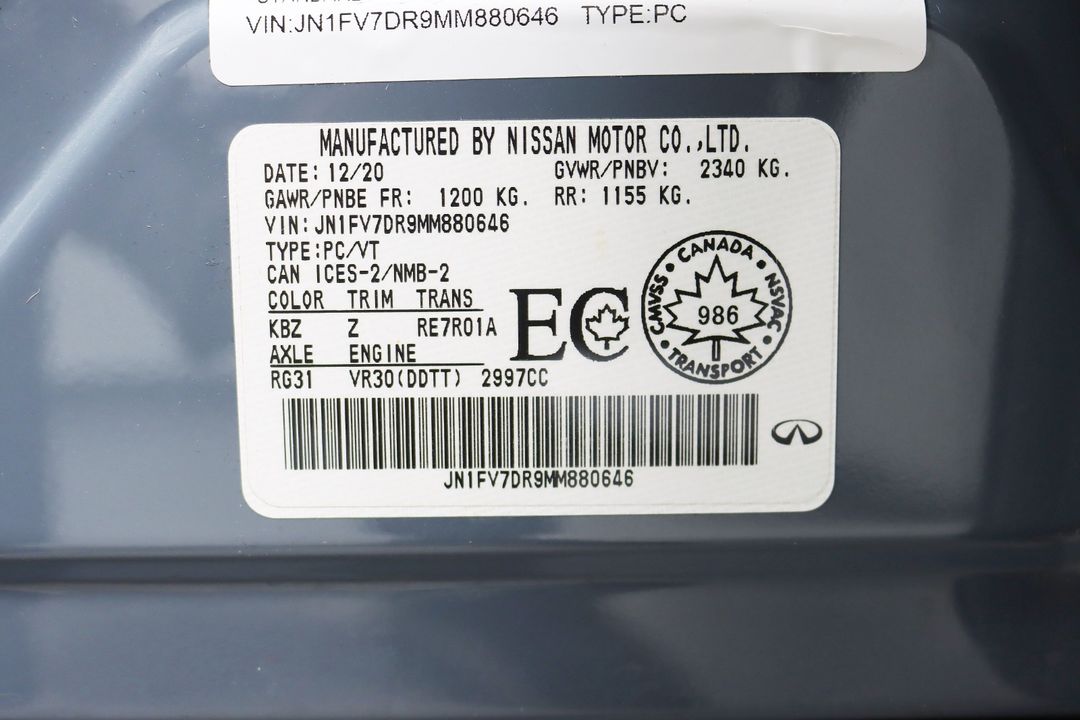 VIN:JN1FV7DR9MM880646 TYPE:PC
MANUFACTURED BY NISSAN MOTOR CO.,LTD.
DATE: 12/20 GVWR/PNBV: 2340 KG.
GAWR/PNBE FR: 1200 KG. RR: 1155 KG.
VIN: JN1FV7DR9MM880646
TYPE:PC/VT
CAN ICES-2/NMB-2
COLOR TRIM TRANS
KBZ Z RE7R01A
AXLE ENGINE
RG31 VR30(DDTT) 2997CC
EC
CANADA
CMVSS
NSVAC
986
TRANSPORT
JN1FV7DR9MM880646